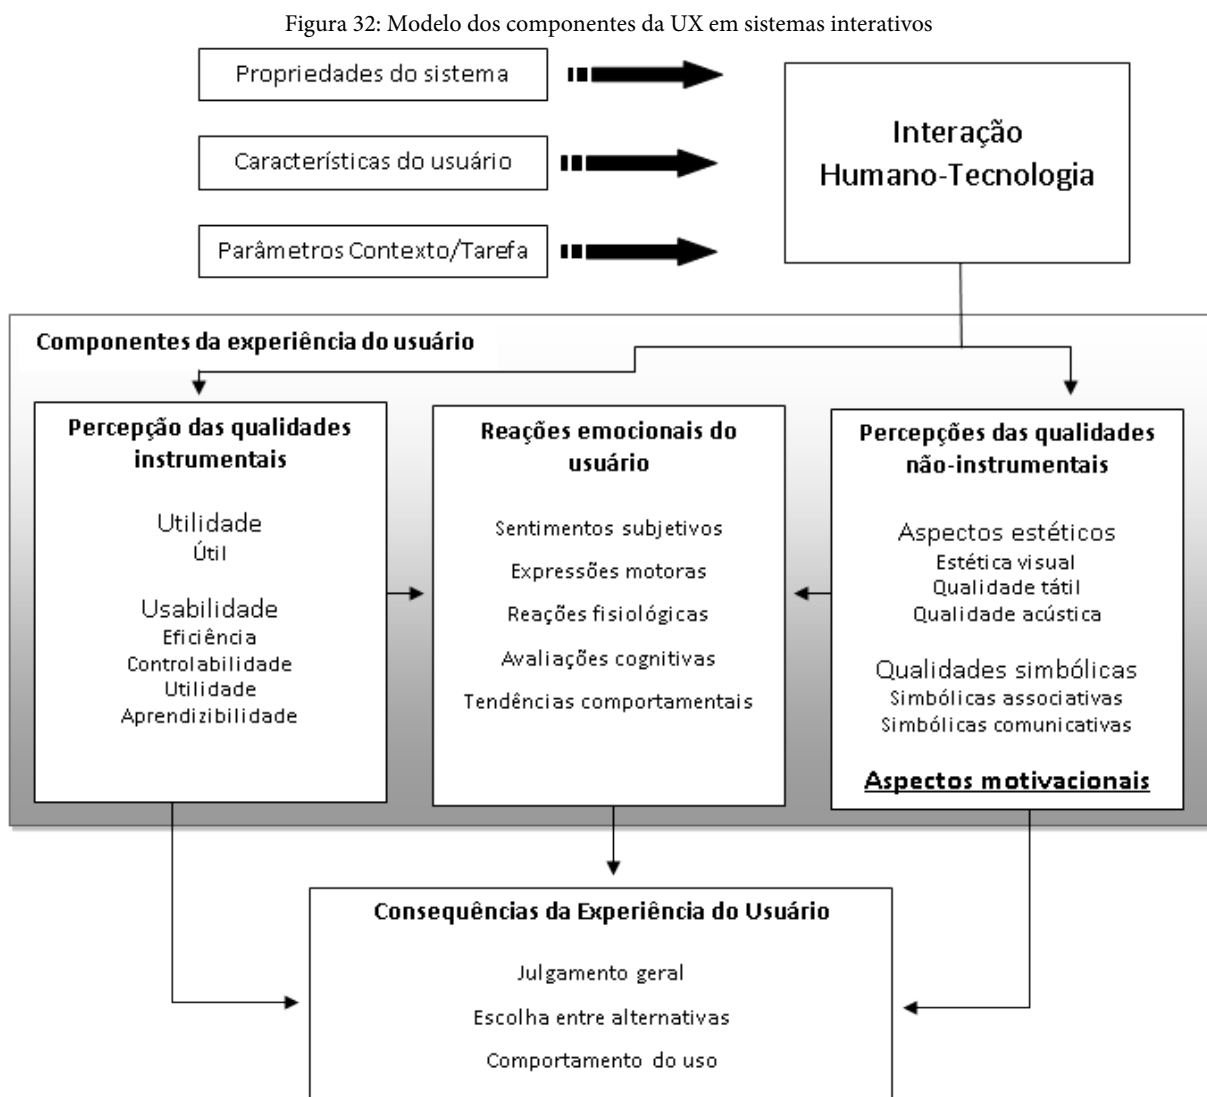 Figura 32: Modelo dos componentes da UX em sistemas interativos
Propriedades do sistema
Características do usuário
Parâmetros Contexto/Tarefa
Interação
Humano-Tecnologia
Componentes da experiência do usuário
Percepção das qualidades
instrumentais
Utilidade
Útil
Usabilidade
Eficiência
Controlabilidade
Utilidade
Aprendizibilidade
Reações emocionais do
usuário
Sentimentos subjetivos
Expressões motoras
Reações fisiológicas
Avaliações cognitivas
Tendências comportamentais
Percepções das qualidades
não-instrumentais
Aspectos estéticos
Estética visual
Qualidade tátil
Qualidade acústica
Qualidades simbólicas
Simbólicas associativas
Simbólicas comunicativas
Aspectos motivacionais
Consequências da Experiência do Usuário
Julgamento geral
Escolha entre alternativas
Comportamento do uso